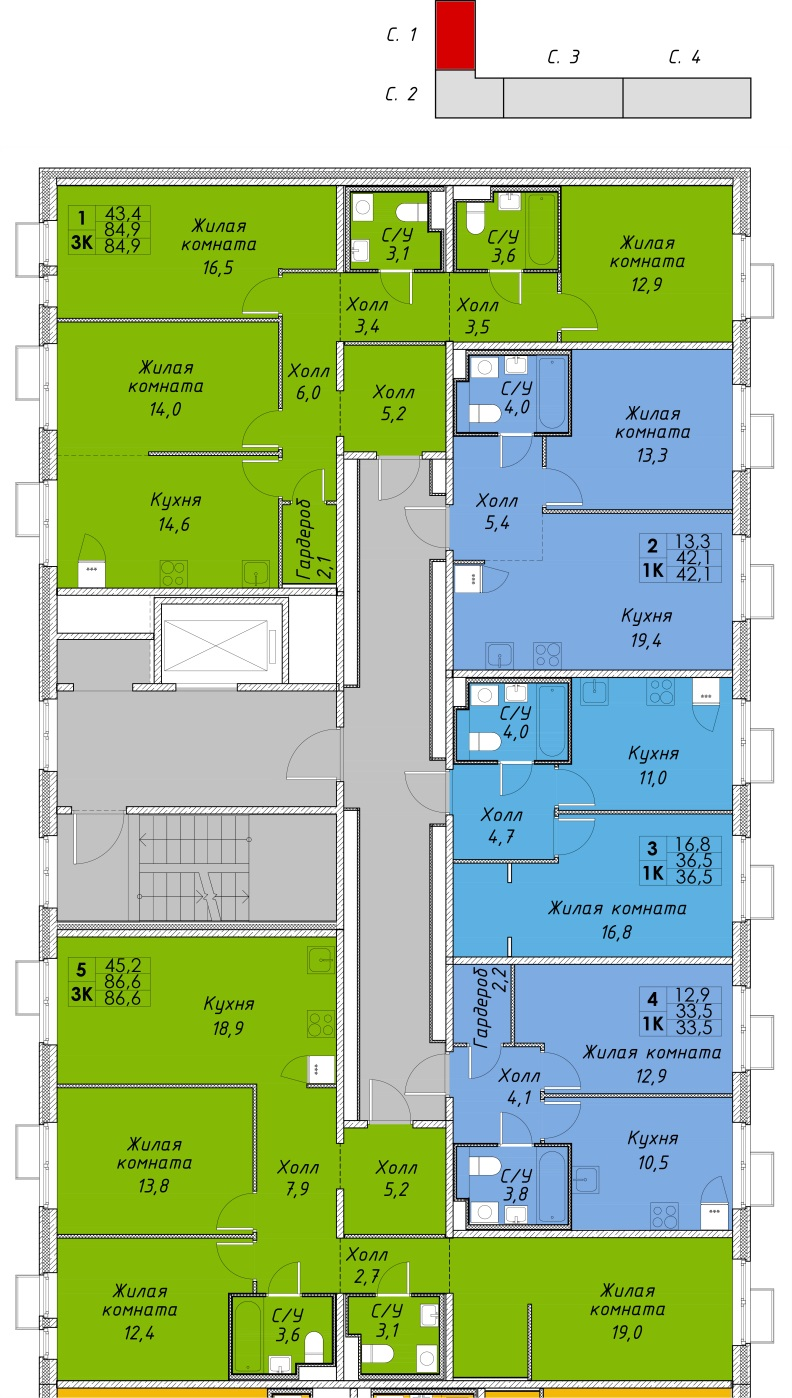 С. 1
С. 3
С. 4
С. 2
1
3К
43,4
84,9
84,9
Жилая
комната
16,5
С/У
3,1
С/У
3,6
Жилая
комната
12,9
Холл
3,4
Холл
3,5
Жилая
комната
14,0
Холл
6,0
Холл
5,2
С/У
4,0
Жилая
комната
13,3
Кухня
14,6
Гардероб
2,1
Холл
5,4
2
1К
13,3
42,1
42,1
Кухня
19,4
С/У
4,0
Кухня
11,0
Холл
4,7
3
1К
16,8
36,5
36,5
Жилая комната
16,8
5
3К
45,2
86,6
86,6
Кухня
18,9
Гардероб
2,2
4
1К
12,9
33,5
33,5
Жилая комната
12,9
Холл
4,1
Жилая
комната
13,8
Холл
7,9
Холл
5,2
С/У
3,8
Кухня
10,5
Холл
2,7
Жилая
комната
12,4
С/У
3,6
С/У
3,1
Жилая
комната
19,0